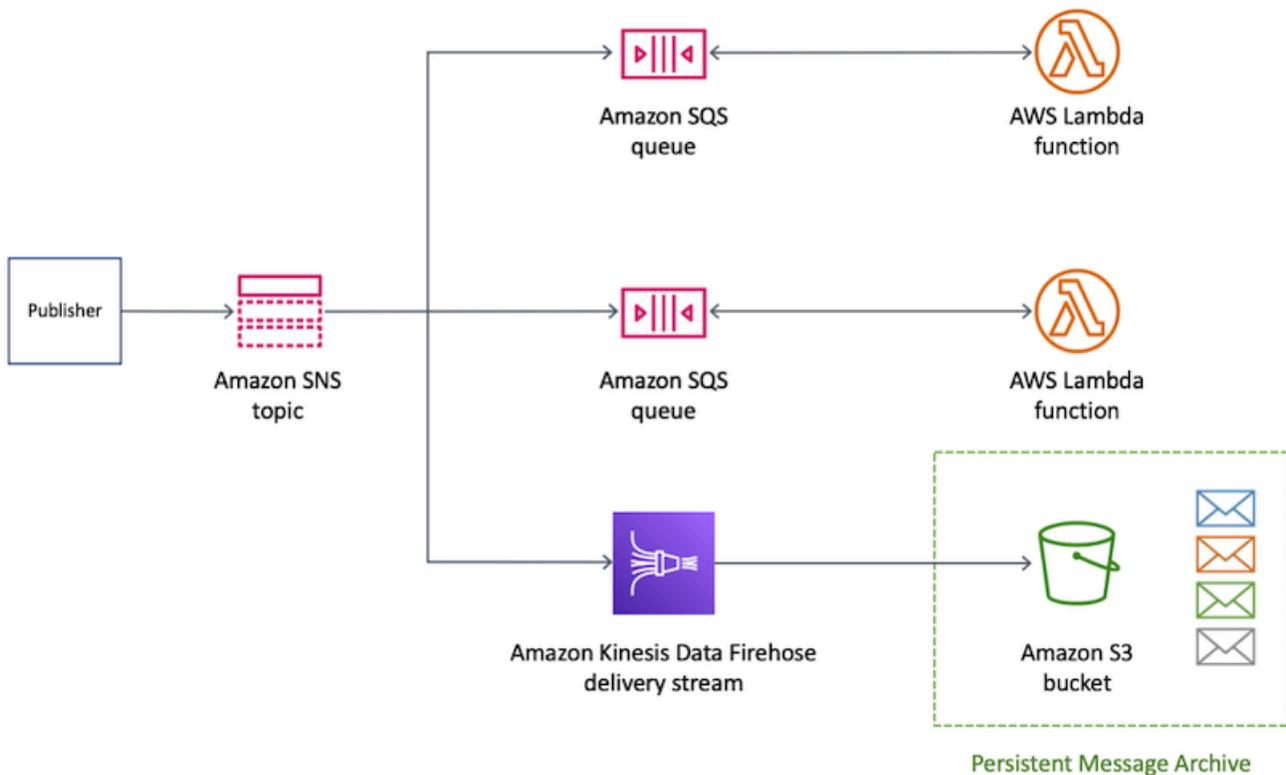 Amazon SQS
queue
AWS Lambda
function
Publisher
Amazon SNS
topic
Amazon SQS
queue
AWS Lambda
function
Amazon Kinesis Data Firehose
delivery stream
Amazon S3
bucket
Persistent Message Archive